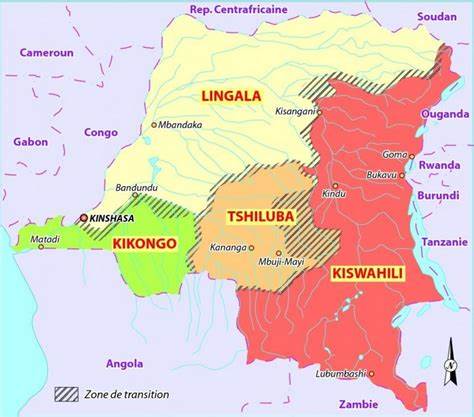 Rep. Centrafricaine
Soudan
Cameroun
LINGALA
Kisangani
Ouganda
Mbandaka
Congo
Gabon
Goma
Rwanda
Bukavu
Bandundu
Kindu
Burundi
KINSHASA
TSHILUBA
Matadi
KIKONGO
Kananga
Tanzanie
Mbuji-Mayi
KISWAHILI
Angola
Lubumbashi
N
Zone de transition
Zambie